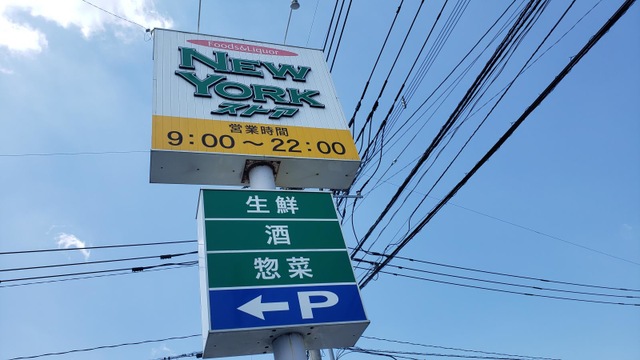 Foods&Liquor
NEW
YORK
ストア
営業時間
9:00～22:00
生鮮
酒
惣菜
←P